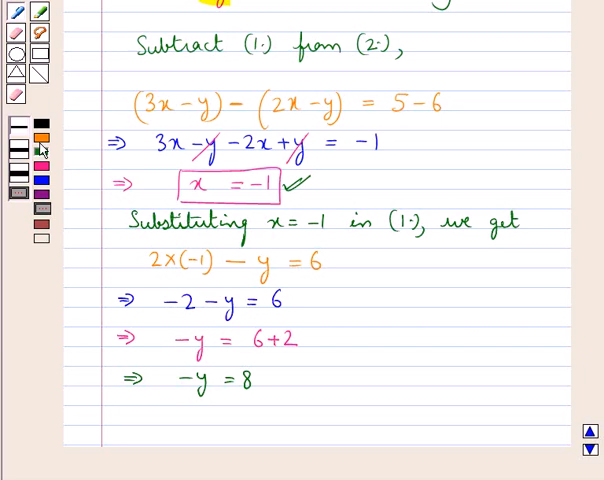 Subtract (1.) from (2.),
(3x-y) - (2x-y) = 5-6
⇒ 3x-y-2x+y = -1
⇒ x = -1 ✓
Substituting x = -1 in (1.), we get
2×(-1) - y = 6
⇒ -2 - y = 6
⇒ -y = 6+2
⇒ -y = 8